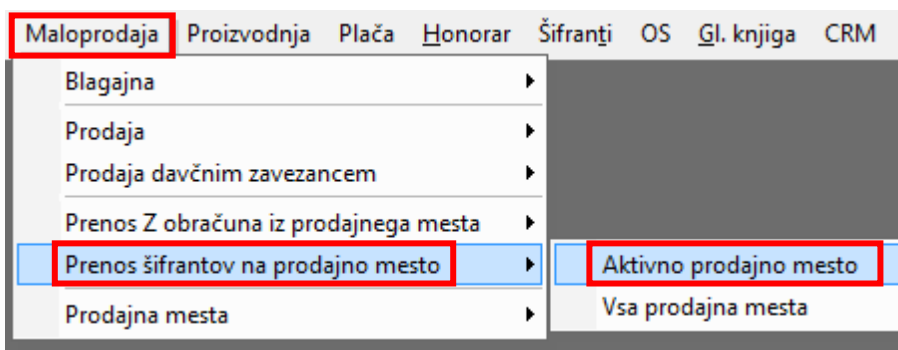 Maloprodaja Proizvodnja Plača Honorar Šifranti OS Gl. knjiga CRM
Blagajna
Prodaja
Prodaja davčnim zavezancem
Prenos Z obračuna iz prodajnega mesta
Prenos šifrantov na prodajno mesto Aktivno prodajno mesto
Vsa prodajna mesta
Prodajna mesta